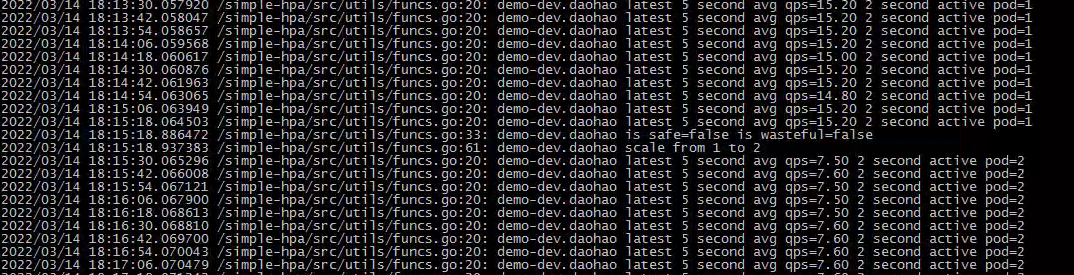 2022/03/14 18:13:30.057920 /simple-hpa/src/utils/funcs.go:20: demo-dev.daohao latest 5 second avg qps=15.20 2 second active pod=1
2022/03/14 18:13:42.058047 /simple-hpa/src/utils/funcs.go:20: demo-dev.daohao latest 5 second avg qps=15.20 2 second active pod=1
2022/03/14 18:13:54.058657 /simple-hpa/src/utils/funcs.go:20: demo-dev.daohao latest 5 second avg qps=15.20 2 second active pod=1
2022/03/14 18:14:06.059568 /simple-hpa/src/utils/funcs.go:20: demo-dev.daohao latest 5 second avg qps=15.20 2 second active pod=1
2022/03/14 18:14:18.060617 /simple-hpa/src/utils/funcs.go:20: demo-dev.daohao latest 5 second avg qps=15.00 2 second active pod=1
2022/03/14 18:14:30.060876 /simple-hpa/src/utils/funcs.go:20: demo-dev.daohao latest 5 second avg qps=15.20 2 second active pod=1
2022/03/14 18:14:42.061963 /simple-hpa/src/utils/funcs.go:20: demo-dev.daohao latest 5 second avg qps=15.20 2 second active pod=1
2022/03/14 18:14:54.063065 /simple-hpa/src/utils/funcs.go:20: demo-dev.daohao latest 5 second avg qps=14.80 2 second active pod=1
2022/03/14 18:15:06.063949 /simple-hpa/src/utils/funcs.go:20: demo-dev.daohao latest 5 second avg qps=15.20 2 second active pod=1
2022/03/14 18:15:18.064503 /simple-hpa/src/utils/funcs.go:20: demo-dev.daohao latest 5 second avg qps=15.20 2 second active pod=1
2022/03/14 18:15:18.886472 /simple-hpa/src/utils/funcs.go:33: demo-dev.daohao is safe=false is wasteful=false
2022/03/14 18:15:18.937383 /simple-hpa/src/utils/funcs.go:61: demo-dev.daohao scale from 1 to 2
2022/03/14 18:15:30.065296 /simple-hpa/src/utils/funcs.go:20: demo-dev.daohao latest 5 second avg qps=7.50 2 second active pod=2
2022/03/14 18:15:42.066008 /simple-hpa/src/utils/funcs.go:20: demo-dev.daohao latest 5 second avg qps=7.60 2 second active pod=2
2022/03/14 18:15:54.067121 /simple-hpa/src/utils/funcs.go:20: demo-dev.daohao latest 5 second avg qps=7.50 2 second active pod=2
2022/03/14 18:16:06.067900 /simple-hpa/src/utils/funcs.go:20: demo-dev.daohao latest 5 second avg qps=7.50 2 second active pod=2
2022/03/14 18:16:18.068613 /simple-hpa/src/utils/funcs.go:20: demo-dev.daohao latest 5 second avg qps=7.50 2 second active pod=2
2022/03/14 18:16:30.068810 /simple-hpa/src/utils/funcs.go:20: demo-dev.daohao latest 5 second avg qps=7.60 2 second active pod=2
2022/03/14 18:16:42.069700 /simple-hpa/src/utils/funcs.go:20: demo-dev.daohao latest 5 second avg qps=7.60 2 second active pod=2
2022/03/14 18:16:54.070043 /simple-hpa/src/utils/funcs.go:20: demo-dev.daohao latest 5 second avg qps=7.60 2 second active pod=2
2022/03/14 18:17:06.070479 /simple-hpa/src/utils/funcs.go:20: demo-dev.daohao latest 5 second avg qps=7.50 2 second active pod=2